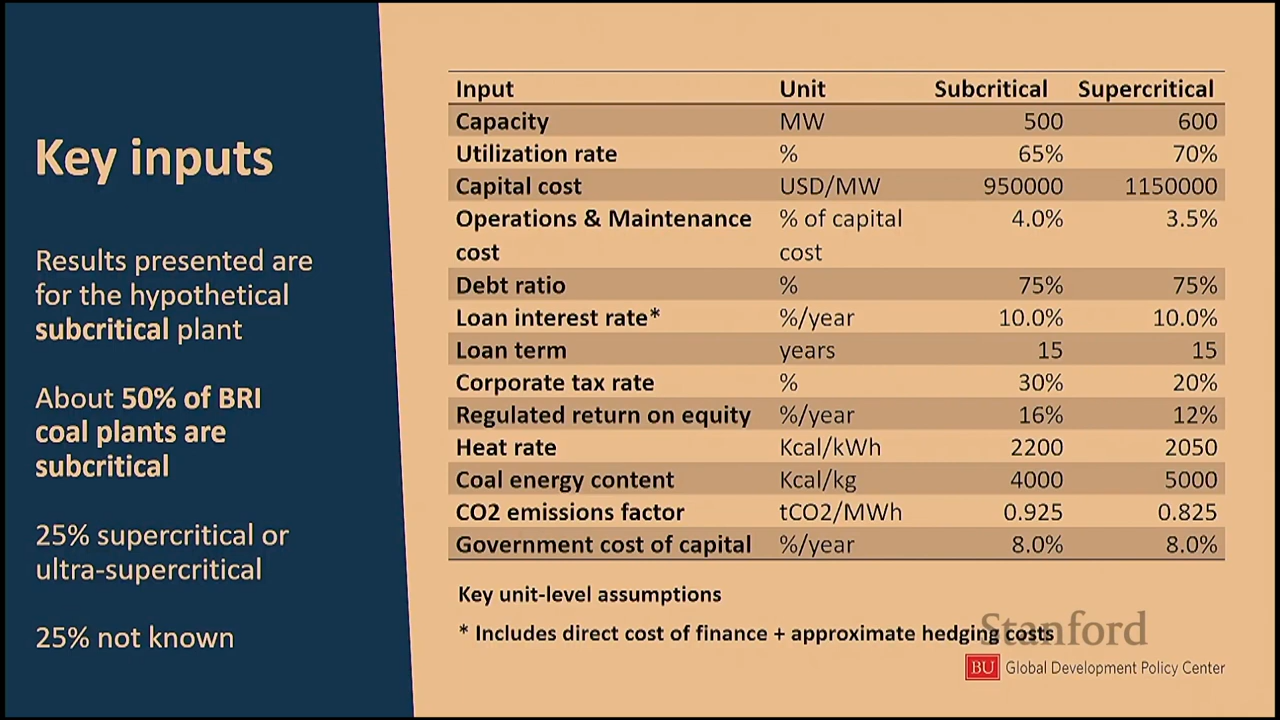 Key inputs
Results presented are
for the hypothetical
subcritical plant
About 50% of BRI
coal plants are
subcritical
25% supercritical or
ultra-supercritical
25% not known
Input Unit Subcritical Supercritical
Capacity MW 500 600
Utilization rate % 65% 70%
Capital cost USD/MW 950000 1150000
Operations & Maintenance % of capital 4.0% 3.5%
cost cost
Debt ratio % 75% 75%
Loan interest rate* %/year 10.0% 10.0%
Loan term years 15 15
Corporate tax rate % 30% 20%
Regulated return on equity %/year 16% 12%
Heat rate Kcal/kWh 2200 2050
Coal energy content Kcal/kg 4000 5000
CO2 emissions factor tCO2/MWh 0.925 0.825
Government cost of capital %/year 8.0% 8.0%
Key unit-level assumptions
* Includes direct cost of finance + approximate hedging costs
Stanford
BU Global Development Policy Center